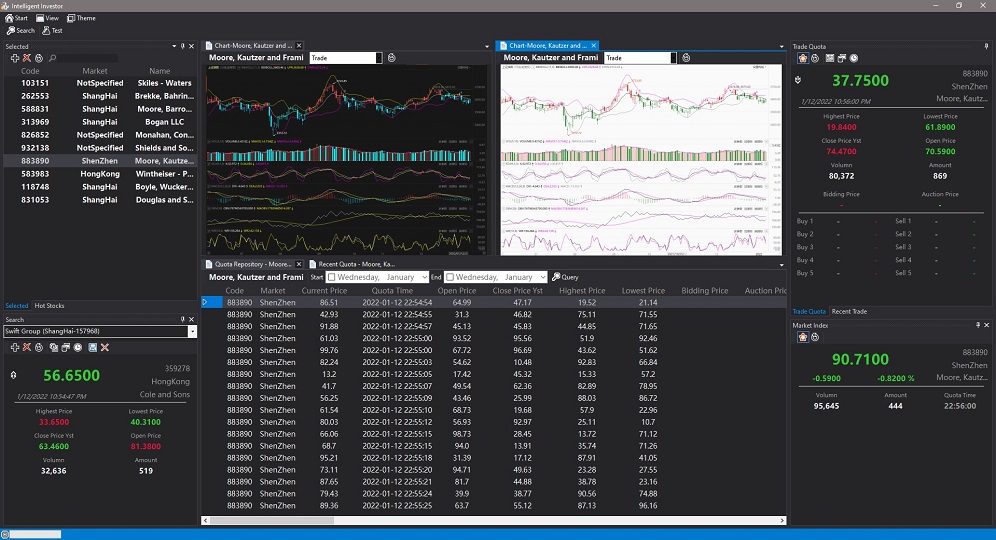 Intelligent Investor
Start View Theme
Search Test
Selected
Code Market Name
103151 NotSpecified Skiles - Waters
262553 ShangHai Brekke, Bahrin...
588831 ShangHai Moore, Barro...
313969 ShangHai Bogan LLC
826852 NotSpecified Monahan, Con...
932138 NotSpecified Shields and So...
883890 ShenZhen Moore, Kautze...
583983 HongKong Wintheiser - P...
118748 ShangHai Boyle, Wucker...
831053 ShangHai Douglas and S...
Selected Hot Stocks
Search
Swift Group (ShangHai-157968)
56.6500
359278
HongKong
1/12/2022 10:54:47 PM Cole and Sons
Highest Price Lowest Price
33.6500 40.3100
Close Price Yst Open Price
63.4600 81.3800
Volumn Amount
32,636 519
Chart-Moore, Kautzer and ...
Moore, Kautzer and Frami Trade
Chart-Moore, Kautzer and ...
Moore, Kautzer and Frami Trade
Quota Repository - Moore... Recent Quota - Moore, Ka...
Moore, Kautzer and Frami Start Wednesday, January End Wednesday, January Query
Code Market Current Price Quota Time Open Price Close Price Yst Highest Price Lowest Price Bidding Price Auction Pric
883890 ShenZhen 86.51 2022-01-12 22:54:54 64.99 47.17 19.52 21.14
883890 ShenZhen 42.93 2022-01-12 22:54:55 31.3 46.82 75.11 71.55
883890 ShenZhen 91.88 2022-01-12 22:54:57 45.13 45.83 44.85 71.65
883890 ShenZhen 61.03 2022-01-12 22:55:00 93.52 95.56 51.9 92.46
883890 ShenZhen 99.76 2022-01-12 22:55:00 67.72 96.69 43.62 51.62
883890 ShenZhen 82.24 2022-01-12 22:55:03 54.62 10.48 92.83 66.84
883890 ShenZhen 13.2 2022-01-12 22:55:05 17.42 45.32 15.33 57.2
883890 ShenZhen 41.7 2022-01-12 22:55:07 49.54 62.36 82.89 78.95
883890 ShenZhen 56.25 2022-01-12 22:55:09 43.46 25.99 88.03 86.72
883890 ShenZhen 61.54 2022-01-12 22:55:10 68.73 19.68 57.9 22.96
883890 ShenZhen 80.03 2022-01-12 22:55:12 56.93 92.97 25.11 10.7
883890 ShenZhen 66.06 2022-01-12 22:55:15 98.73 28.45 13.72 71.12
883890 ShenZhen 68.7 2022-01-12 22:55:15 94.0 13.91 35.74 71.26
883890 ShenZhen 95.21 2022-01-12 22:55:18 31.39 17.12 87.91 41.05
883890 ShenZhen 73.11 2022-01-12 22:55:20 94.71 49.63 23.28 27.55
883890 ShenZhen 87.65 2022-01-12 22:55:21 81.7 44.88 38.78 23.16
883890 ShenZhen 79.43 2022-01-12 22:55:24 39.9 38.77 90.56 74.88
883890 ShenZhen 89.36 2022-01-12 22:55:25 63.7 55.12 87.13 96.16
Trade Quota
37.7500
883890
ShenZhen
1/12/2022 10:56:00 PM Moore, Kautz...
Highest Price Lowest Price
19.8400 61.8900
Close Price Yst Open Price
74.4700 70.5900
Volumn Amount
80,372 869
Bidding Price Auction Price
- -
Buy 1 - - Sell 1 - -
Buy 2 - - Sell 2 - -
Buy 3 - - Sell 3 - -
Buy 4 - - Sell 4 - -
Buy 5 - - Sell 5 - -
Trade Quota Recent Trade
Market Index
90.7100
883890
ShenZhen
-0.5900 -0.8200 % Moore, Kautz...
Volumn Amount Quota Time
95,645 444 22:56:00